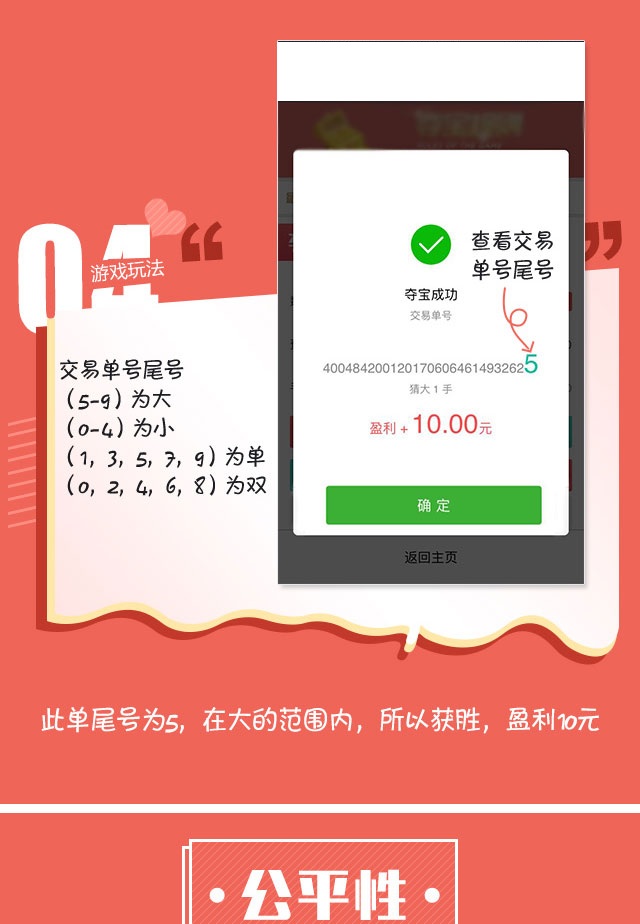 04
游戏玩法
“
”
查看交易
单号尾号
夺宝成功
交易单号
4004842001201706064614932625
猜大 1 手
盈利 + 10.00元
确 定
返回主页
交易单号尾号
（5-9）为大
（0-4）为小
（1, 3, 5, 7, 9）为单
（0, 2, 4, 6, 8）为双
此单尾号为5，在大的范围内，所以获胜，盈利10元
· 公平性 ·